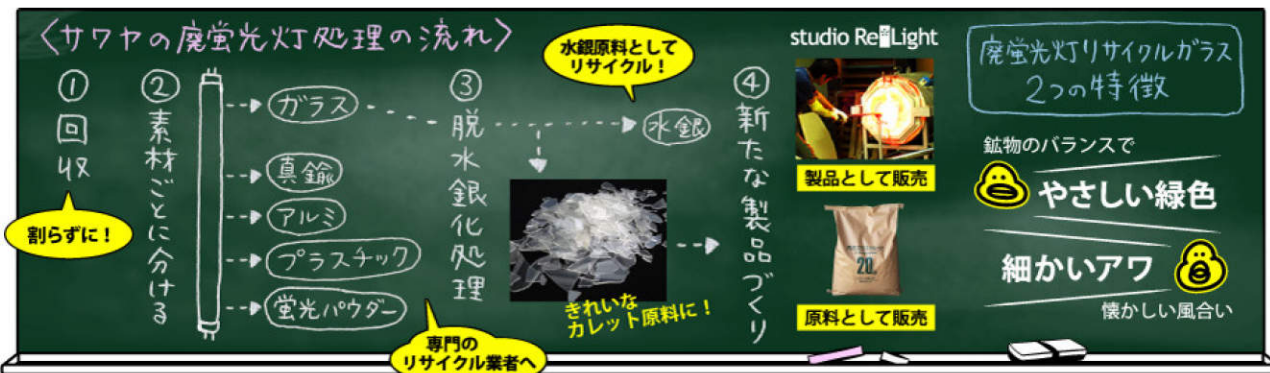 〈サワヤの廃蛍光灯処理の流れ〉
①回収
割らずに！
②素材ごとに分ける
ガラス
真鍮
アルミ
プラスチック
蛍光パウダー
専門の
リサイクル業者へ
③脱水銀化処理
水銀原料として
リサイクル！
水銀
きれいな
カレット原料に！
④新たな製品づくり
studio Re Light
製品として販売
20
原料として販売
廃蛍光灯リサイクルガラス
2つの特徴
鉱物のバランスで
やさしい緑色
細かいアワ
懐かしい風合い